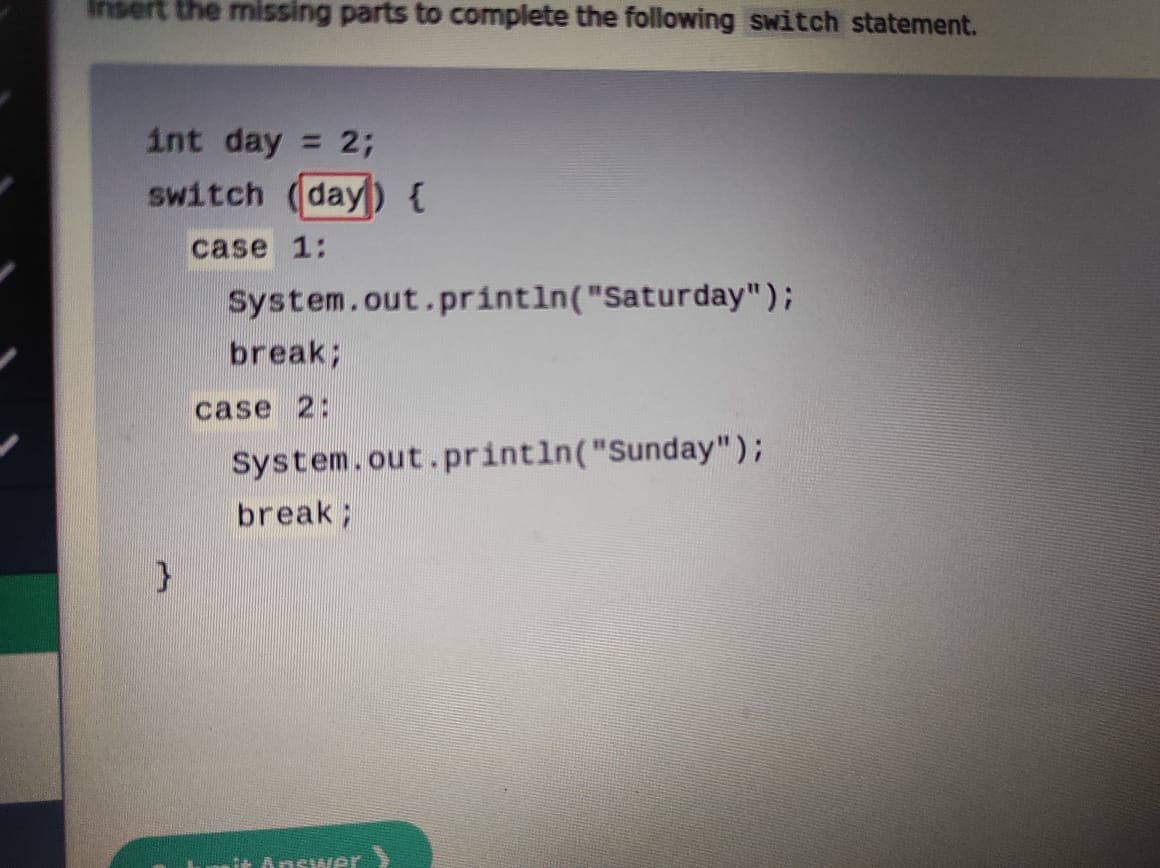 Insert the missing parts to complete the following switch statement.
int day = 2;
switch (day) {
case 1:
System.out.println("Saturday");
break;
case 2:
System.out.println("Sunday");
break;
}
Answer ❯